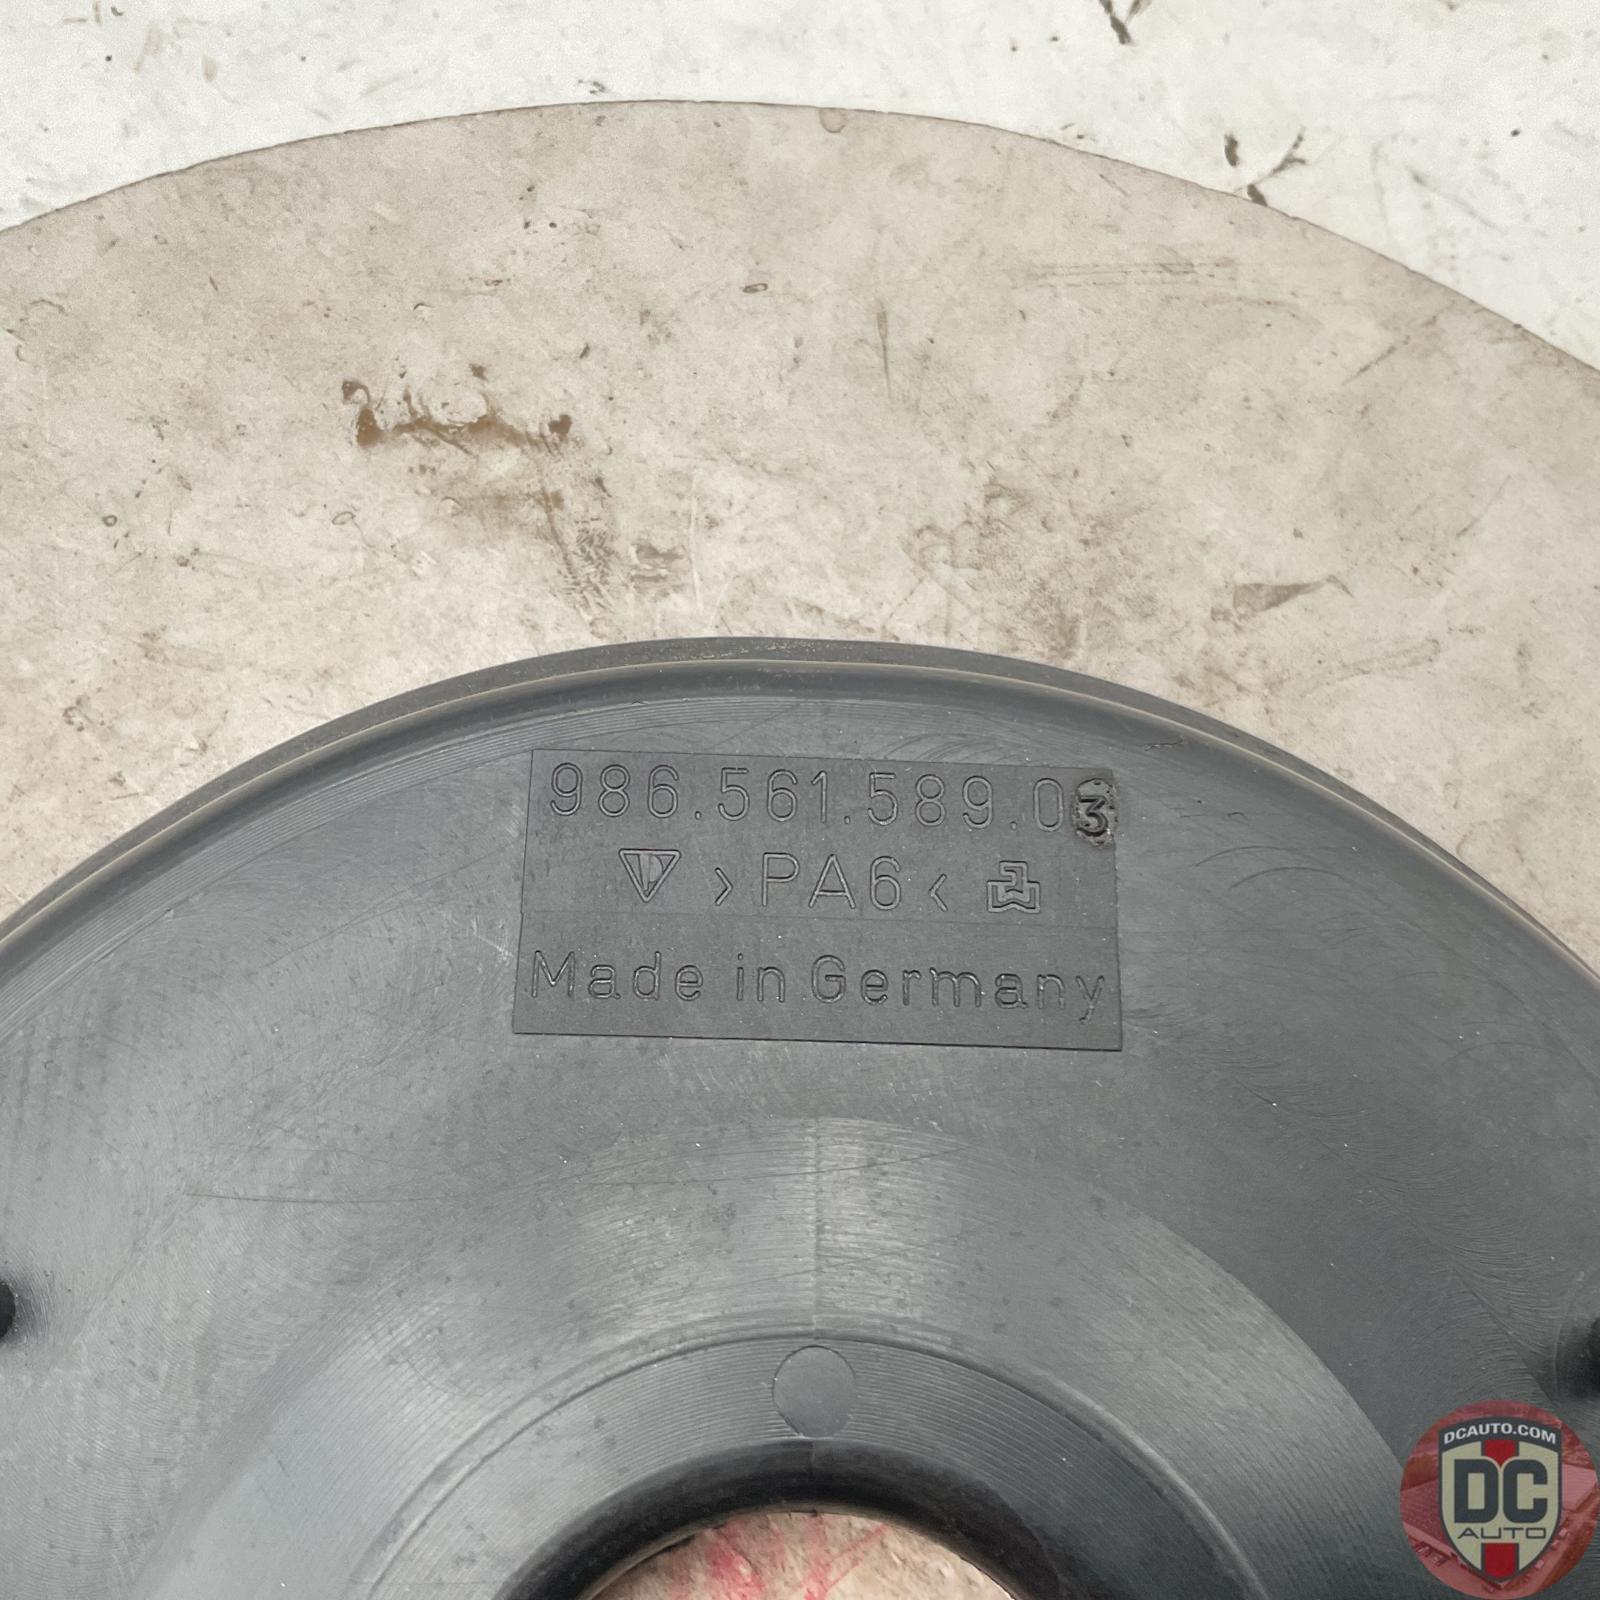 986.561.589.03
>PA6<
Made in Germany
DCAUTO.COM
DC
AUTO